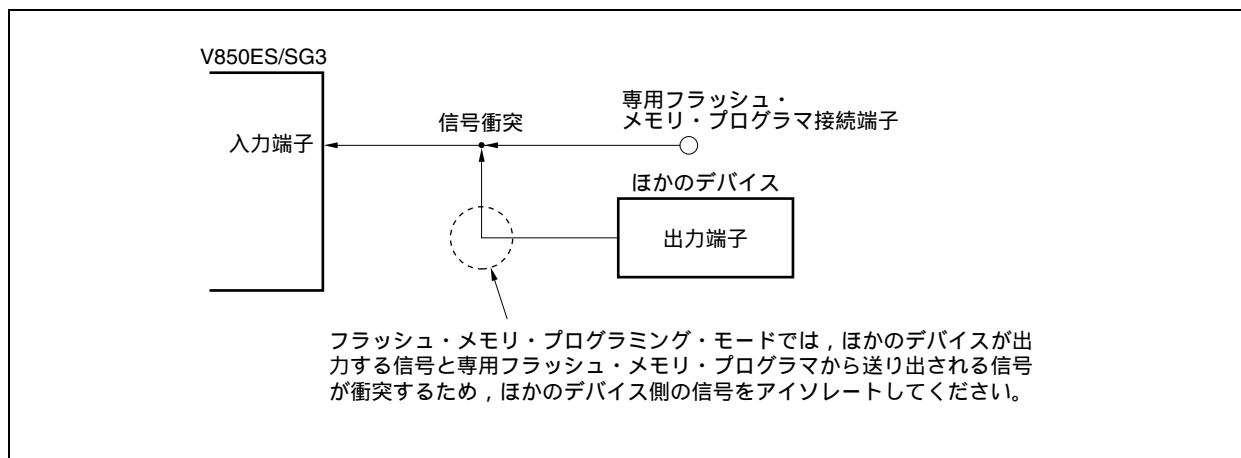 V850ES/SG3
入力端子
信号衝突
専用フラッシュ・
メモリ・プログラマ接続端子
ほかのデバイス
出力端子
フラッシュ・メモリ・プログラミング・モードでは，ほかのデバイスが出
力する信号と専用フラッシュ・メモリ・プログラマから送り出される信号
が衝突するため，ほかのデバイス側の信号をアイソレートしてください。